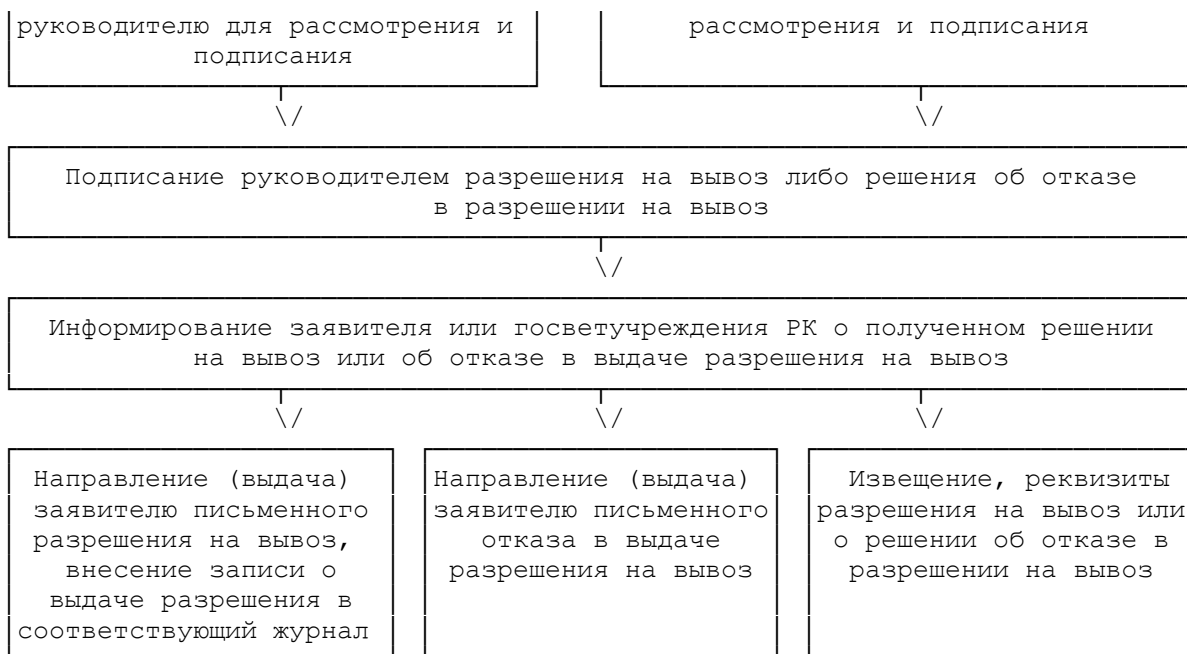 руководителю для рассмотрения и
подписания
рассмотрения и подписания
\/
\/
Подписание руководителем разрешения на вывоз либо решения об отказе
в разрешении на вывоз
\/
Информирование заявителя или госветучреждения РК о полученном решении
на вывоз или об отказе в выдаче разрешения на вывоз
\/
\/
\/
Направление (выдача)
заявителю письменного
разрешения на вывоз,
внесение записи о
выдаче разрешения в
соответствующий журнал
Направление (выдача)
заявителю письменного
отказа в выдаче
разрешения на вывоз
Извещение, реквизиты
разрешения на вывоз или
о решении об отказе в
разрешении на вывоз